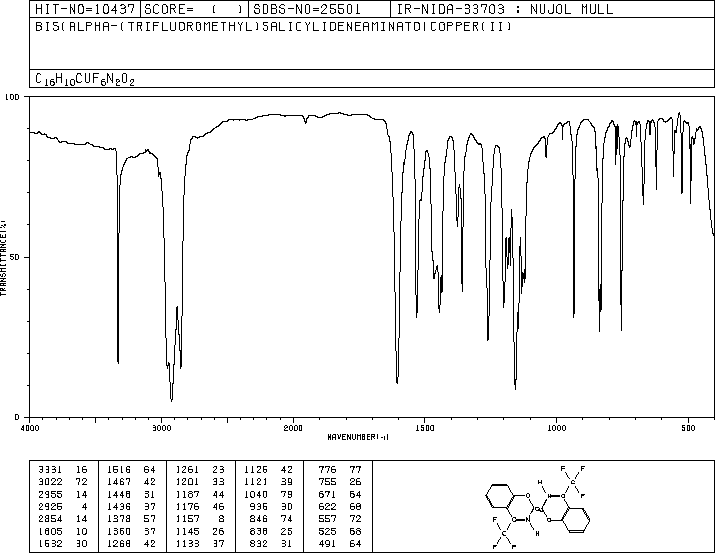 HIT-NO=10437 SCORE= ( ) SDBS-NO=25501 IR-NIDA-33703 : NUJOL MULL
BIS(ALPHA-(TRIFLUOROMETHYL)SALICYLIDENEAMINATO)COPPER(II)
C16H10CUF6N2O2
100
50
0
TRANSMITTANCE(%)
4000 3000 2000 1500 1000 500
WAVENUMBER(-1)
3331 16 1516 64 1261 23 1126 42 776 77
3022 72 1467 42 1201 33 1121 39 755 26
2955 14 1448 31 1187 44 1040 79 671 64
2925 4 1436 37 1176 46 936 30 622 68
2854 14 1378 57 1157 8 846 74 557 72
1605 10 1360 37 1145 26 838 25 525 68
1532 30 1268 42 1133 37 832 31 491 64
F F
C F
H
N C
O
Cu
O
C N
H
F C
F F